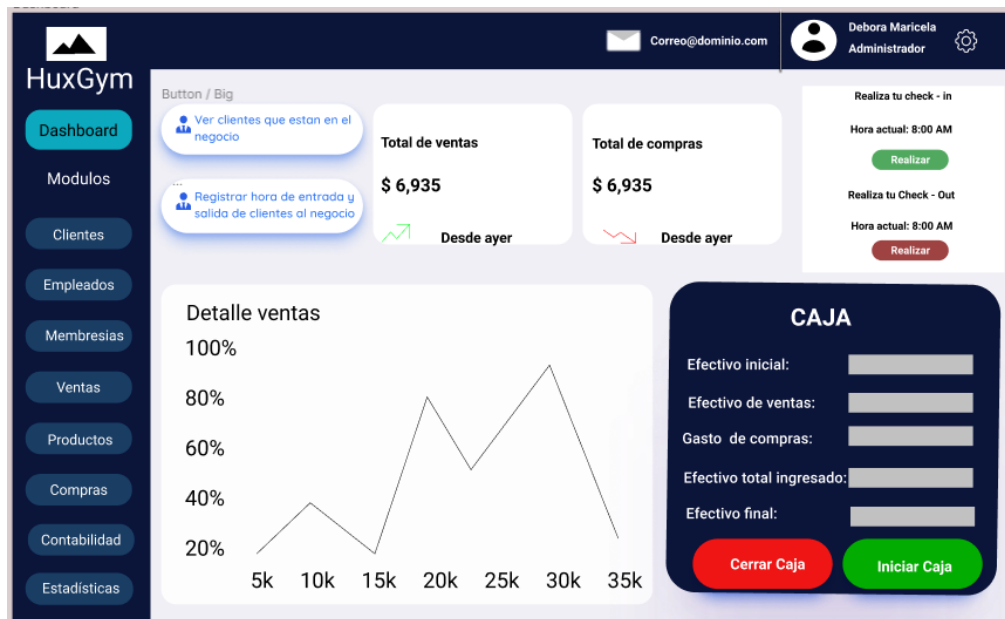 HuxGym
Dashboard
Modulos
Clientes
Empleados
Membresias
Ventas
Productos
Compras
Contabilidad
Estadísticas
Correo@dominio.com
Debora Maricela
Administrador
Button / Big
Ver clientes que estan en el
negocio
...
Registrar hora de entrada y
salida de clientes al negocio
Total de ventas
$ 6,935
Desde ayer
Total de compras
$ 6,935
Desde ayer
Realiza tu check - in
Hora actual: 8:00 AM
Realizar
Realiza tu Check - Out
Hora actual: 8:00 AM
Realizar
Detalle ventas
100%
80%
60%
40%
20%
5k 10k 15k 20k 25k 30k 35k
CAJA
Efectivo inicial:
Efectivo de ventas:
Gasto de compras:
Efectivo total ingresado:
Efectivo final:
Cerrar Caja
Iniciar Caja